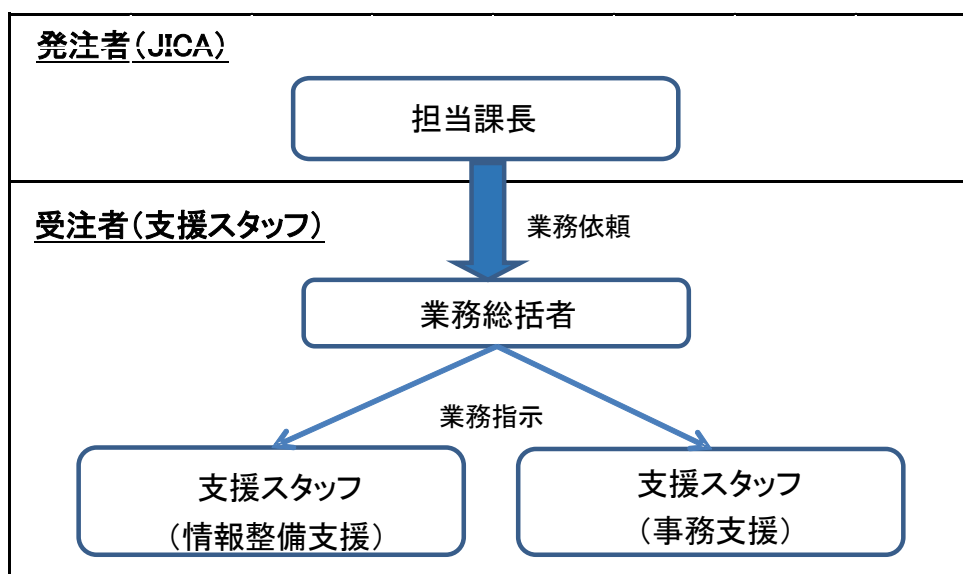 発注者（JICA）
担当課長
受注者（支援スタッフ）
業務依頼
業務総括者
業務指示
支援スタッフ
（情報整備支援）
支援スタッフ
（事務支援）